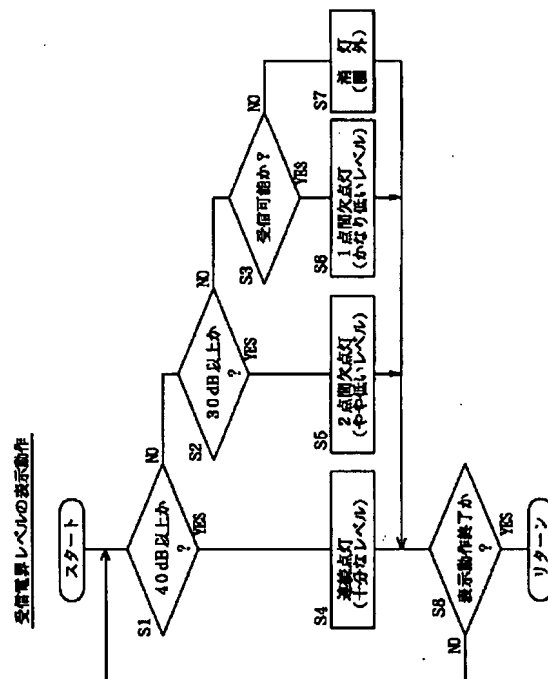 受信電界レベルの表示動作
スタート
S1
40dB以上か
?
NO
YES
S2
30dB以上か
?
NO
YES
S3
受信可能か?
NO
YES
S4
連続点灯
(十分なレベル)
S5
2点間欠点灯
(やや低いレベル)
S6
1点間欠点灯
(かなり低いレベル)
S7
消 灯
(圏 外)
S8
表示動作終了か
?
NO
YES
リターン